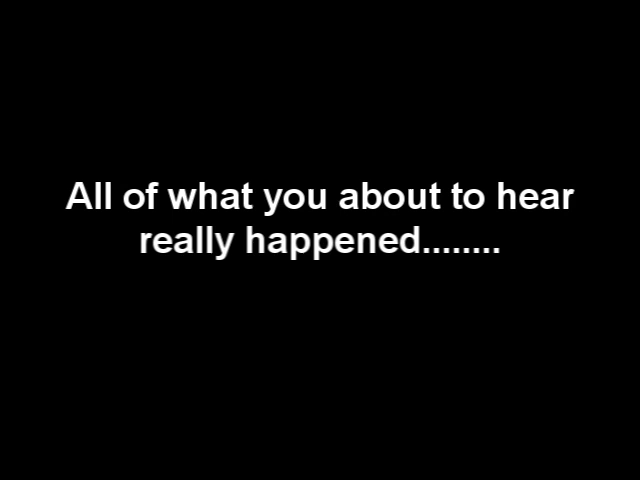 All of what you about to hear
really happened........